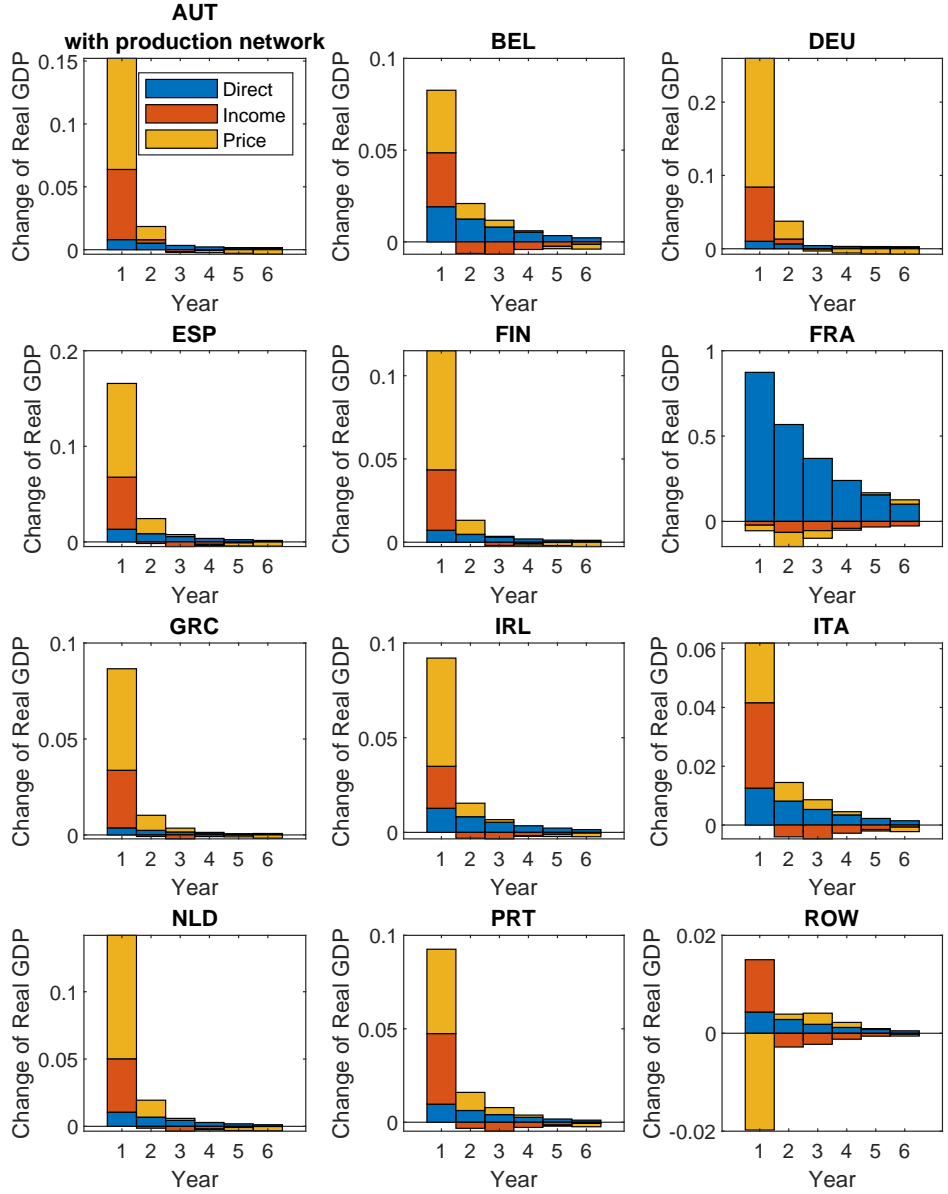 AUT
with production network
BEL
DEU
Change of Real GDP
0.15
0.1
0.05
0
Direct
Income
Price
1 2 3 4 5 6
Year
Change of Real GDP
0.1
0.05
0
1 2 3 4 5 6
Year
Change of Real GDP
0.2
0.1
0
1 2 3 4 5 6
Year
ESP
FIN
FRA
Change of Real GDP
0.2
0.1
0
1 2 3 4 5 6
Year
Change of Real GDP
0.1
0.05
0
1 2 3 4 5 6
Year
Change of Real GDP
1
0.5
0
1 2 3 4 5 6
Year
GRC
IRL
ITA
Change of Real GDP
0.1
0.05
0
1 2 3 4 5 6
Year
Change of Real GDP
0.1
0.05
0
1 2 3 4 5 6
Year
Change of Real GDP
0.06
0.04
0.02
0
1 2 3 4 5 6
Year
NLD
PRT
ROW
Change of Real GDP
0.1
0.05
0
1 2 3 4 5 6
Year
Change of Real GDP
0.1
0.05
0
1 2 3 4 5 6
Year
Change of Real GDP
0.02
0
-0.02
1 2 3 4 5 6
Year